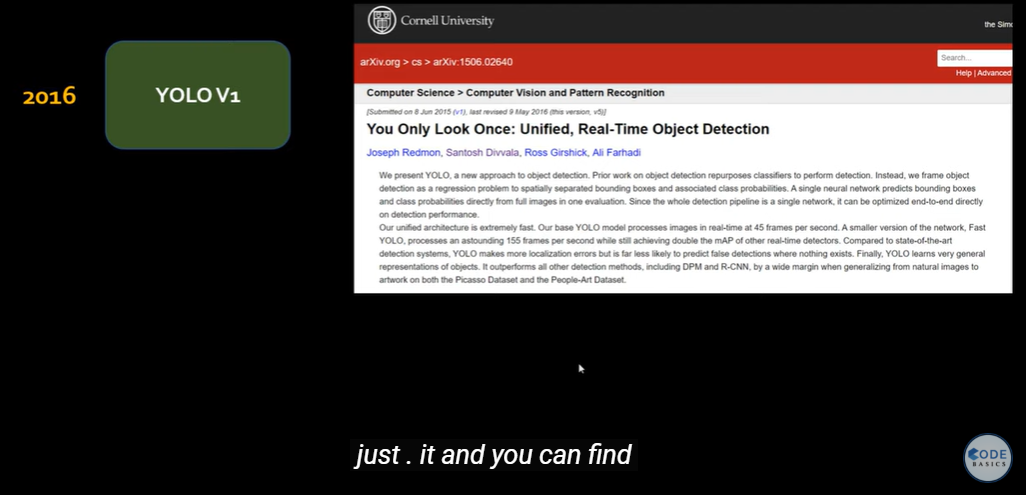 Cornell University
the Simo
arXiv.org > cs > arXiv:1506.02640
Search...
Help | Advanced
2016
YOLO V1
Computer Science > Computer Vision and Pattern Recognition
[Submitted on 8 Jun 2015 (v1), last revised 9 May 2016 (this version, v5)]
You Only Look Once: Unified, Real-Time Object Detection
Joseph Redmon, Santosh Divvala, Ross Girshick, Ali Farhadi
We present YOLO, a new approach to object detection. Prior work on object detection repurposes classifiers to perform detection. Instead, we frame object
detection as a regression problem to spatially separated bounding boxes and associated class probabilities. A single neural network predicts bounding boxes
and class probabilities directly from full images in one evaluation. Since the whole detection pipeline is a single network, it can be optimized end-to-end directly
on detection performance.
Our unified architecture is extremely fast. Our base YOLO model processes images in real-time at 45 frames per second. A smaller version of the network, Fast
YOLO, processes an astounding 155 frames per second while still achieving double the mAP of other real-time detectors. Compared to state-of-the-art
detection systems, YOLO makes more localization errors but is far less likely to predict false detections where nothing exists. Finally, YOLO learns very general
representations of objects. It outperforms all other detection methods, including DPM and R-CNN, by a wide margin when generalizing from natural images to
artwork on both the Picasso Dataset and the People-Art Dataset.
just . it and you can find
CODE
BASICS